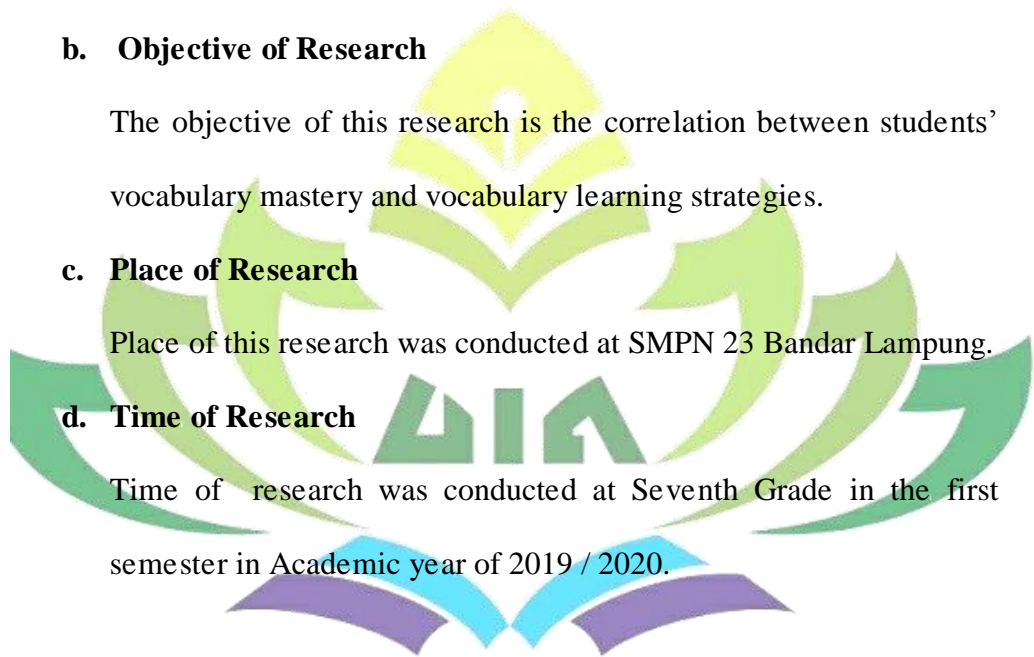 b. Objective of Research
The objective of this research is the correlation between students’
vocabulary mastery and vocabulary learning strategies.
c. Place of Research
Place of this research was conducted at SMPN 23 Bandar Lampung.
d. Time of Research
UIN
Time of research was conducted at Seventh Grade in the first
semester in Academic year of 2019 / 2020.